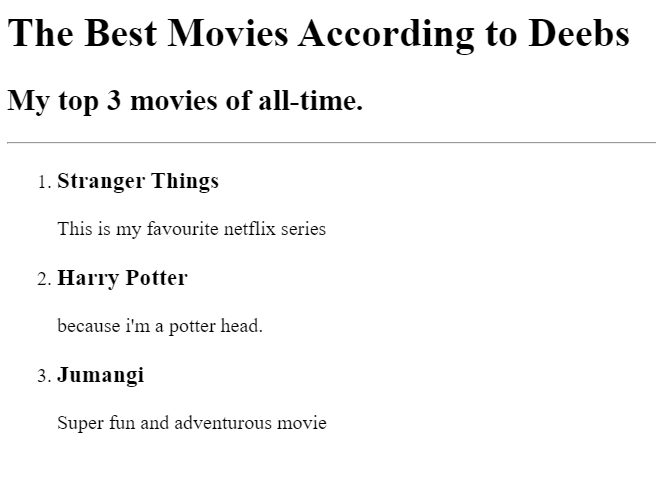 The Best Movies According to Deebs
My top 3 movies of all-time.
1. Stranger Things
This is my favourite netflix series
2. Harry Potter
because i'm a potter head.
3. Jumangi
Super fun and adventurous movie